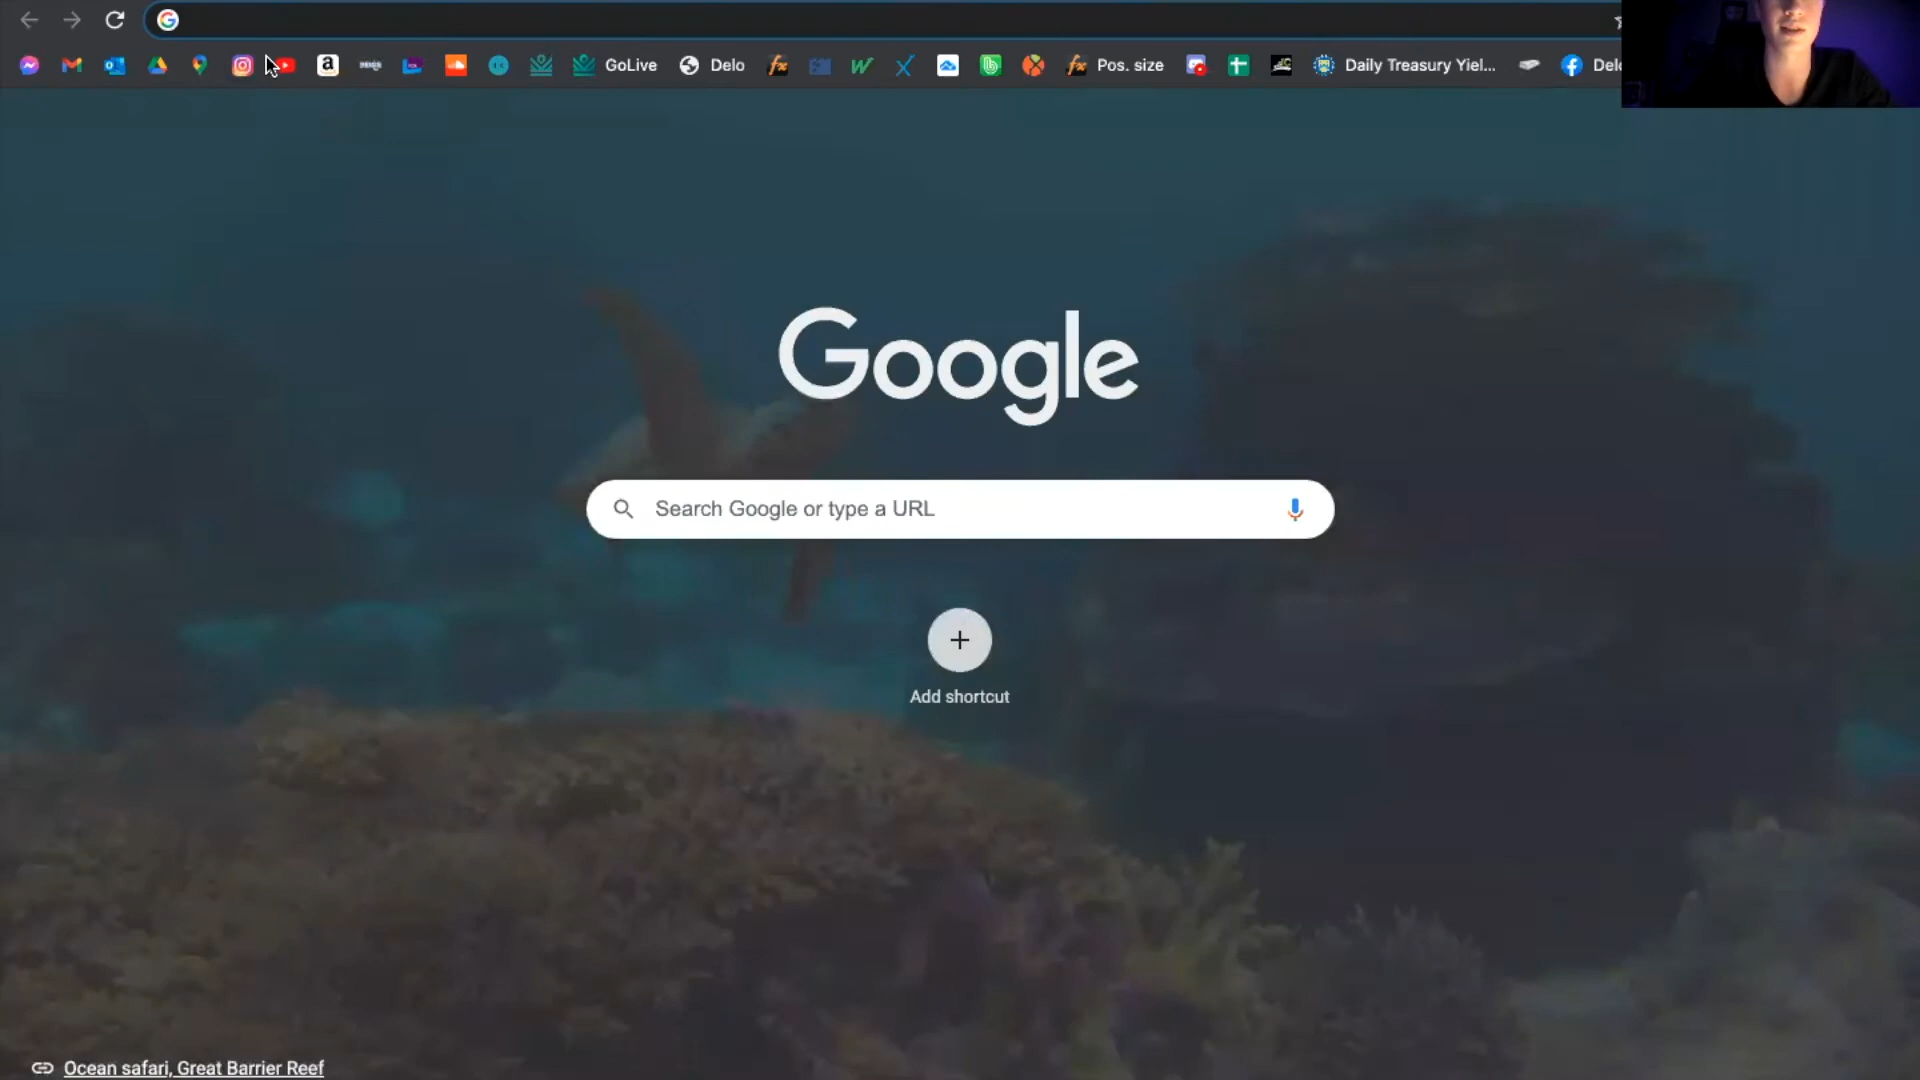 GoLive Delo Pos. size Daily Treasury Yiel...
Google
Search Google or type a URL
Add shortcut
Ocean safari, Great Barrier Reef